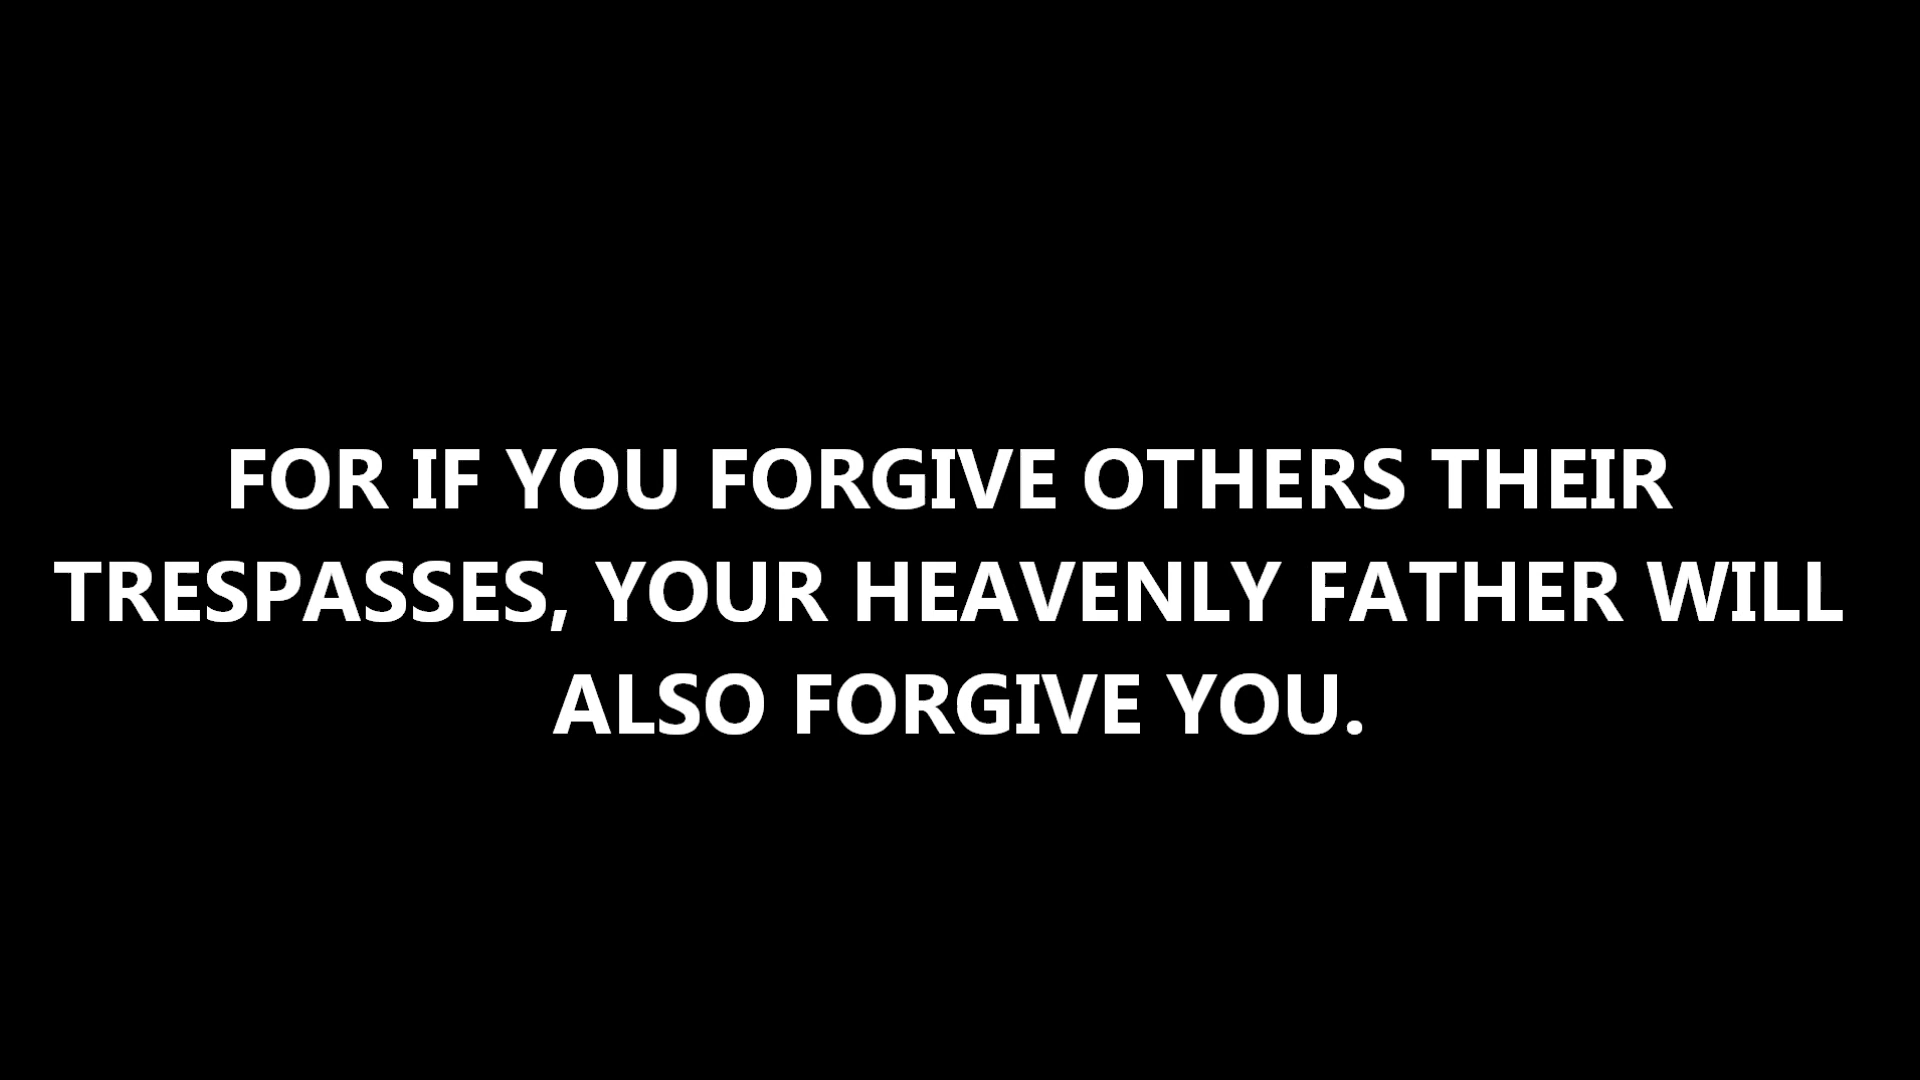 FOR IF YOU FORGIVE OTHERS THEIR
TRESPASSES, YOUR HEAVENLY FATHER WILL
ALSO FORGIVE YOU.